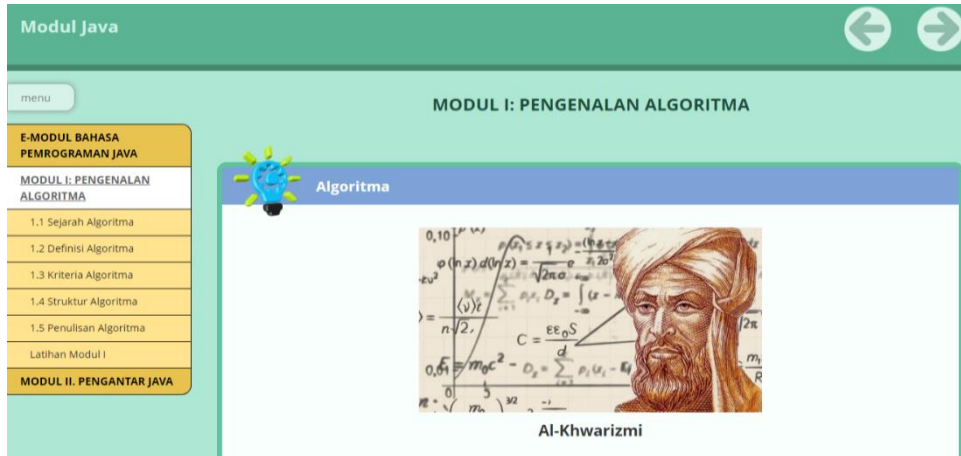 Modul Java
menu
MODUL I: PENGENALAN ALGORITMA
E-MODUL BAHASA
PEMROGRAMAN JAVA
MODUL I: PENGENALAN
ALGORITMA
1.1 Sejarah Algoritma
1.2 Definisi Algoritma
1.3 Kriteria Algoritma
1.4 Struktur Algoritma
1.5 Penulisan Algoritma
Latihan Modul I
MODUL II. PENGANTAR JAVA
Algoritma
0,10
C = εε₀S
d
Al-Khwarizmi